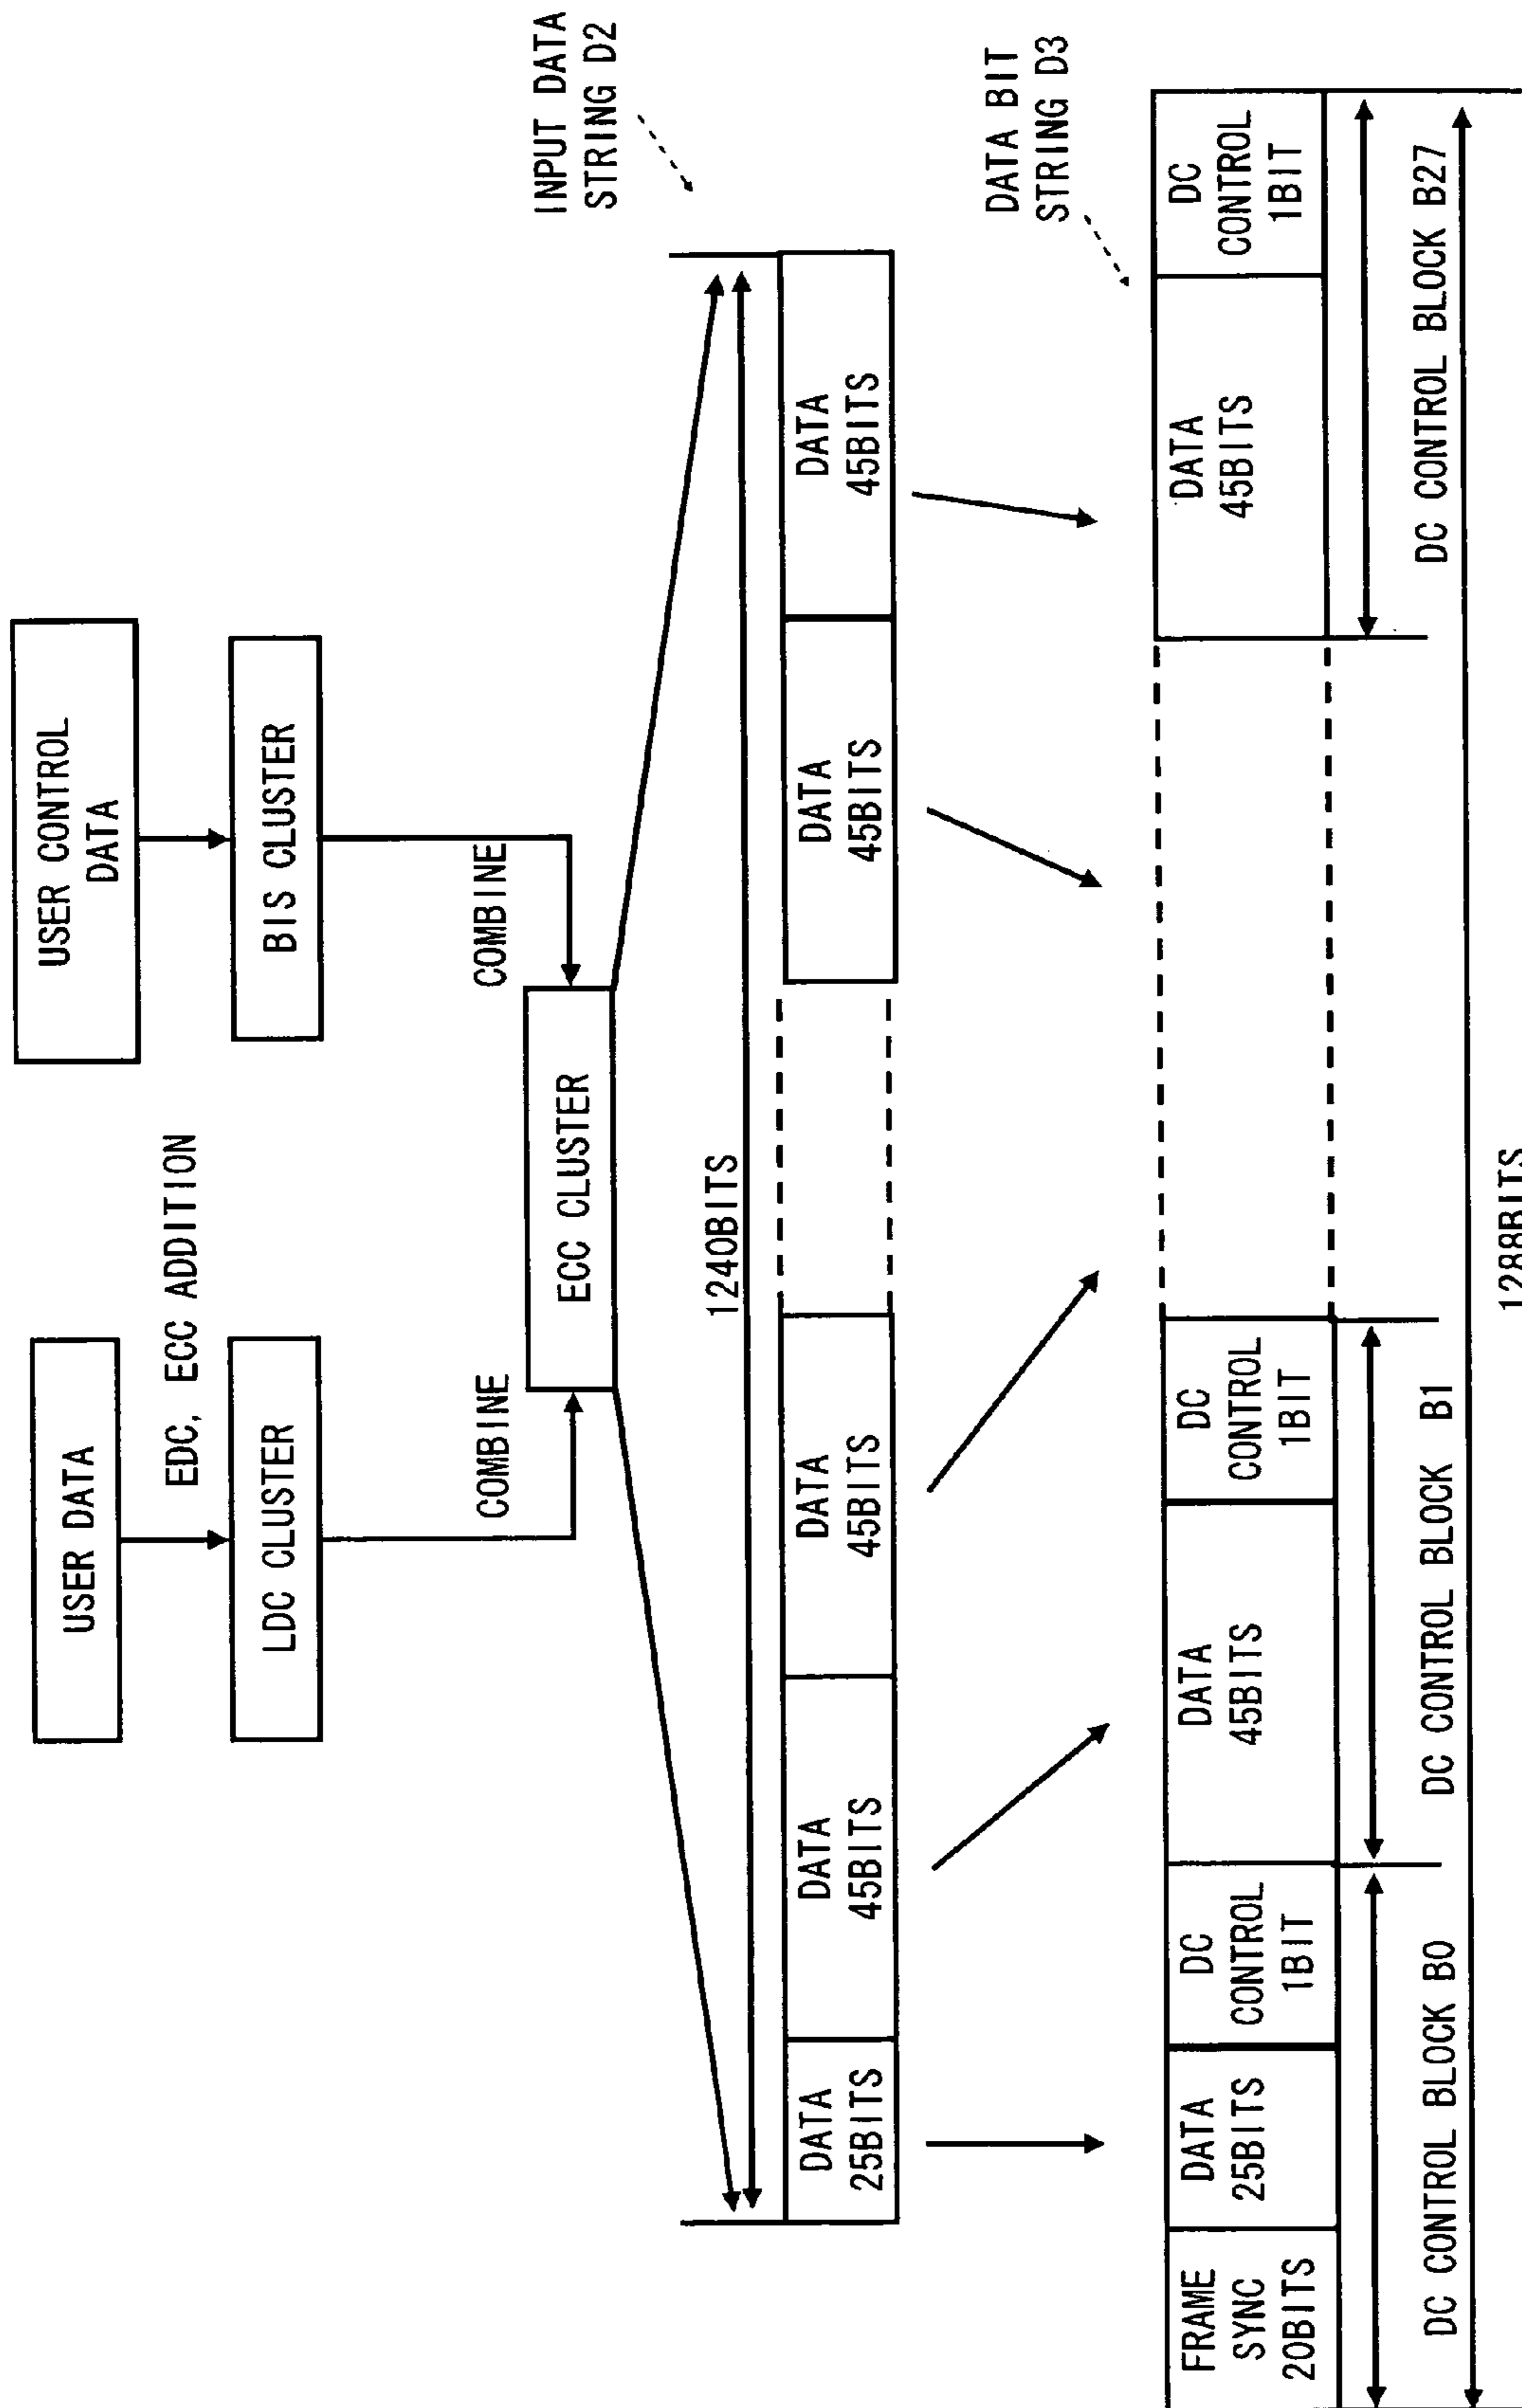 USER DATA
USER CONTROL
DATA
EDC, ECC ADDITION
LDC CLUSTER
BIS CLUSTER
COMBINE
COMBINE
ECC CLUSTER
INPUT DATA
STRING D2
1240BITS
DATA
25BITS
DATA
45BITS
DATA
45BITS
DATA
45BITS
DATA
45BITS
DATA BIT
STRING D3
FRAME
SYNC
20BITS
DATA
25BITS
DC
CONTROL
1BIT
DATA
45BITS
DC
CONTROL
1BIT
DATA
45BITS
DC
CONTROL
1BIT
DC CONTROL BLOCK B0
DC CONTROL BLOCK B1
DC CONTROL BLOCK B27
1288BITS